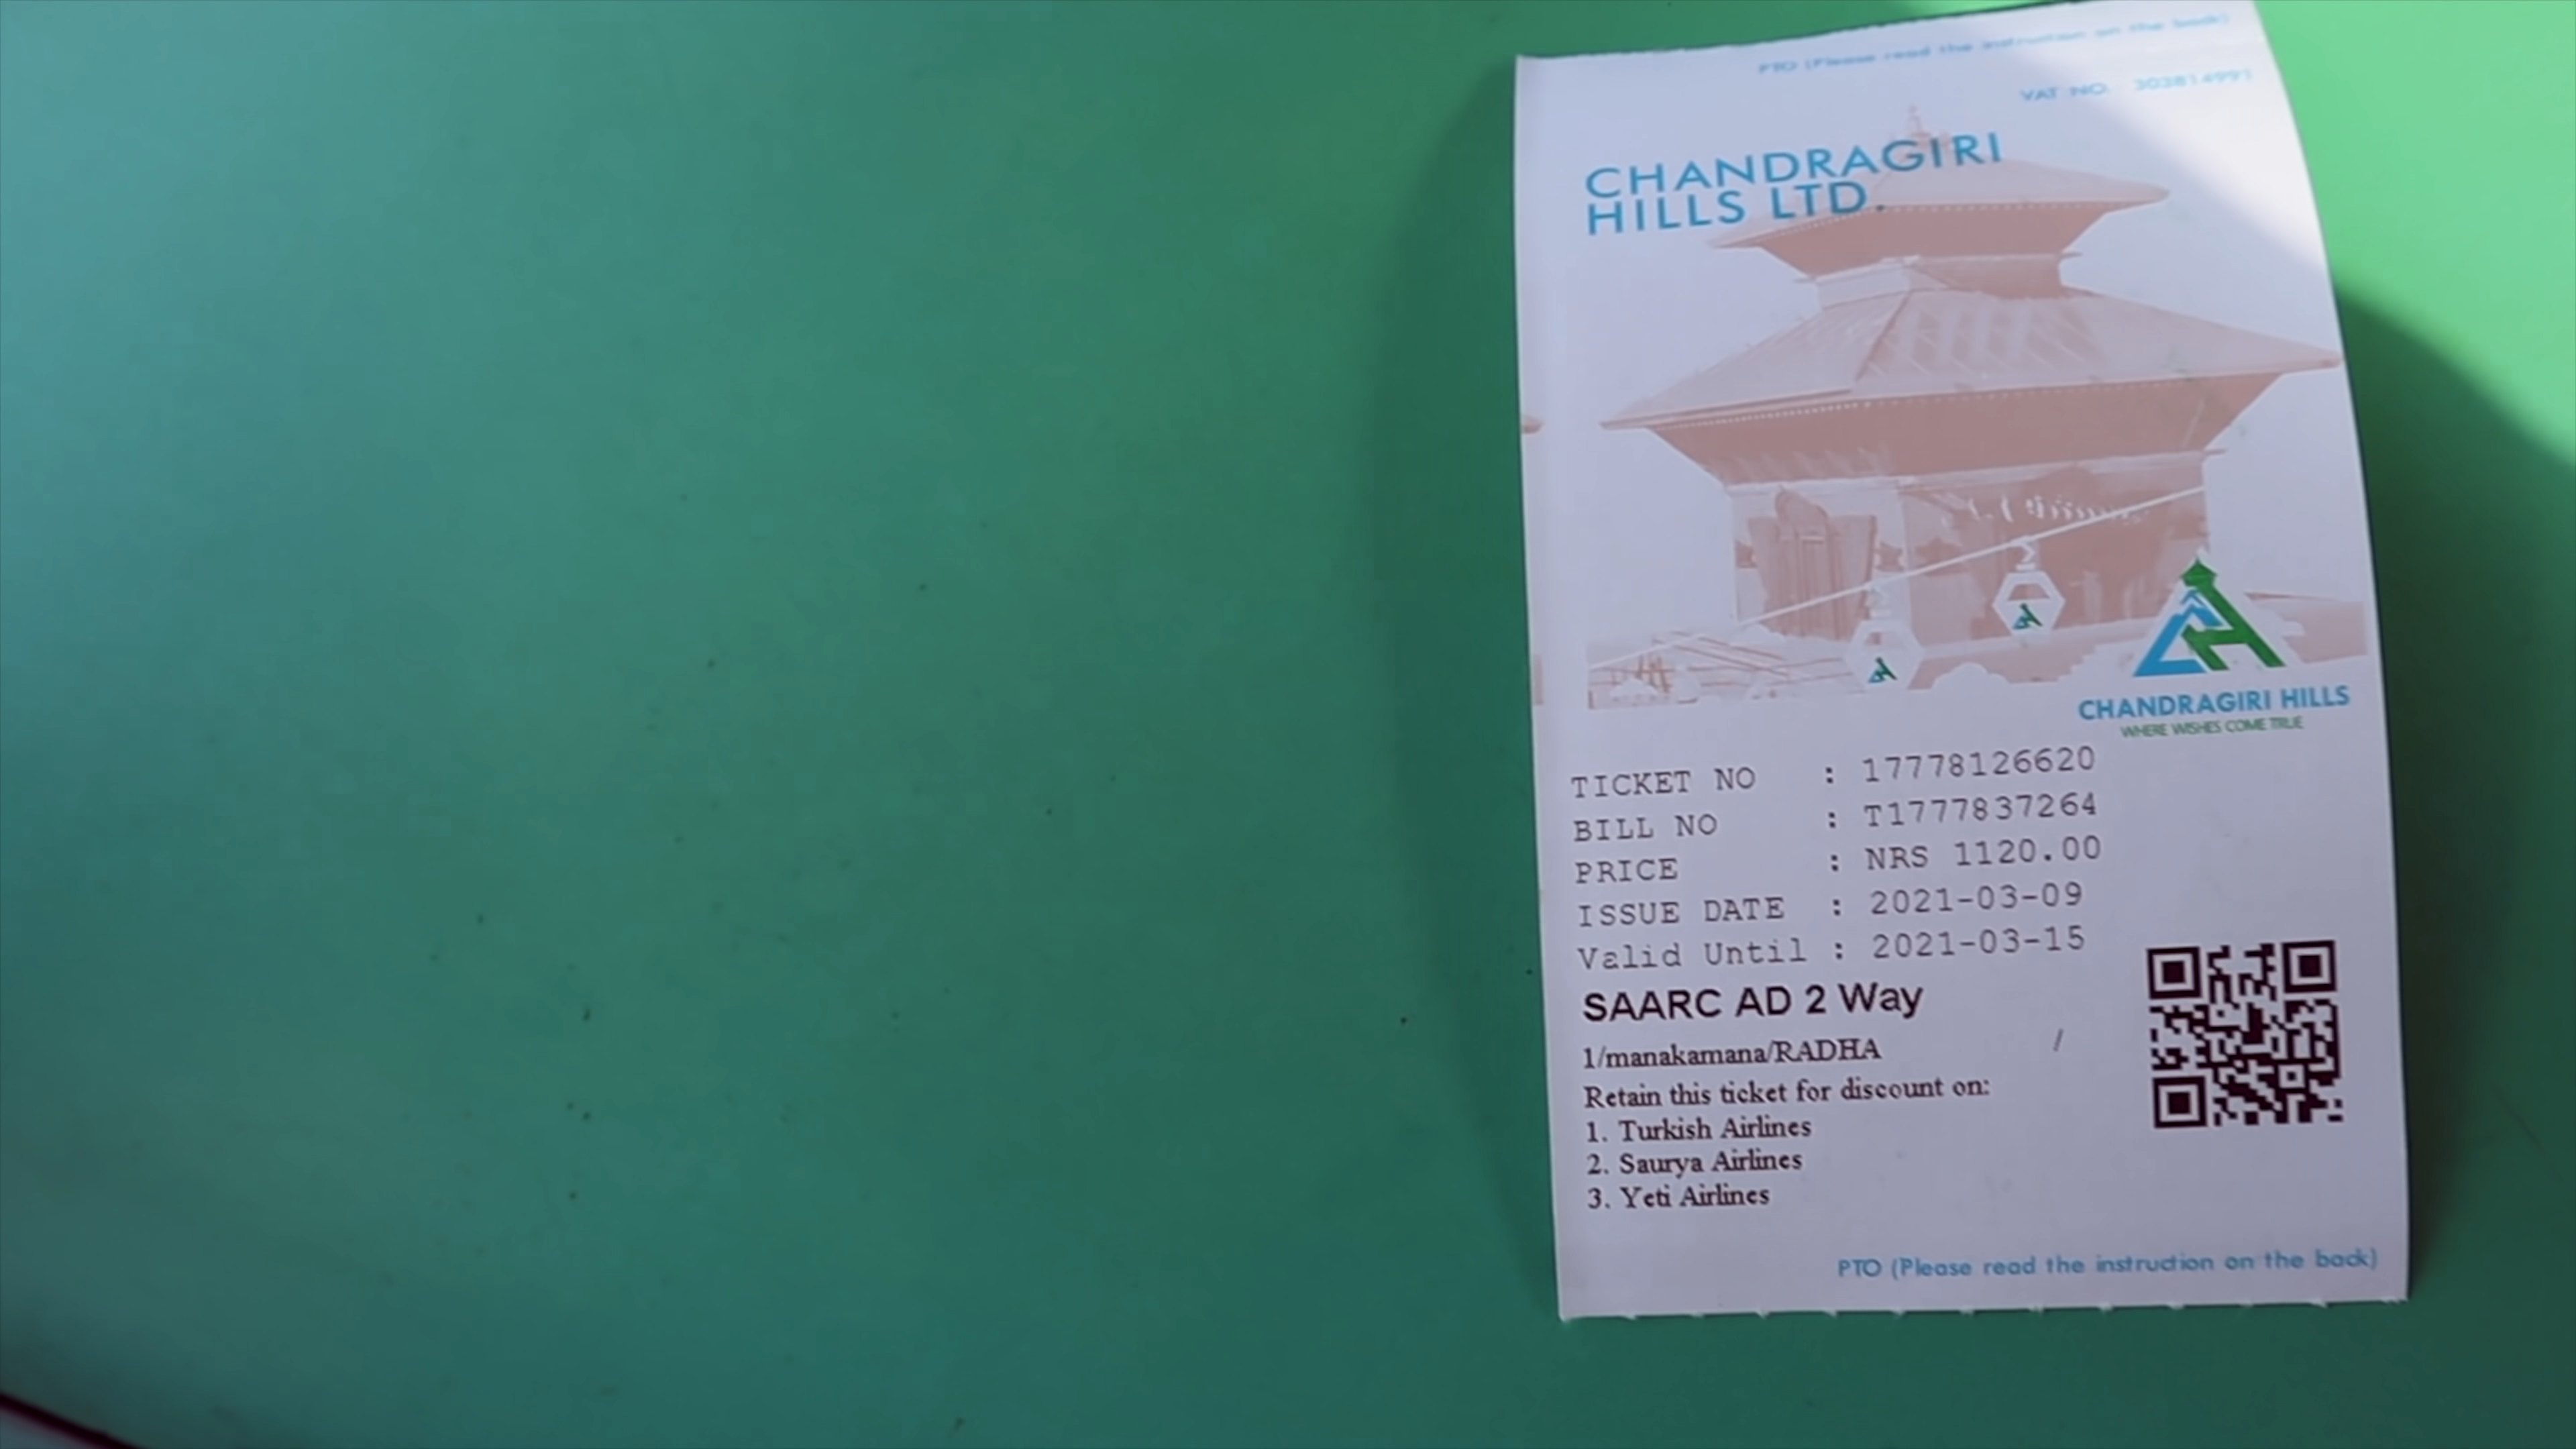 PTO (Please read the instruction on the back)
VAT NO. 303814991
CHANDRAGIRI
HILLS LTD.
CHANDRAGIRI HILLS
WHERE WISHES COME TRUE
TICKET NO : 17778126620
BILL NO : T1777837264
PRICE : NRS 1120.00
ISSUE DATE : 2021-03-09
Valid Until : 2021-03-15
SAARC AD 2 Way
1/manakamana/RADHA /
Retain this ticket for discount on:
1. Turkish Airlines
2. Saurya Airlines
3. Yeti Airlines
PTO (Please read the instruction on the back)